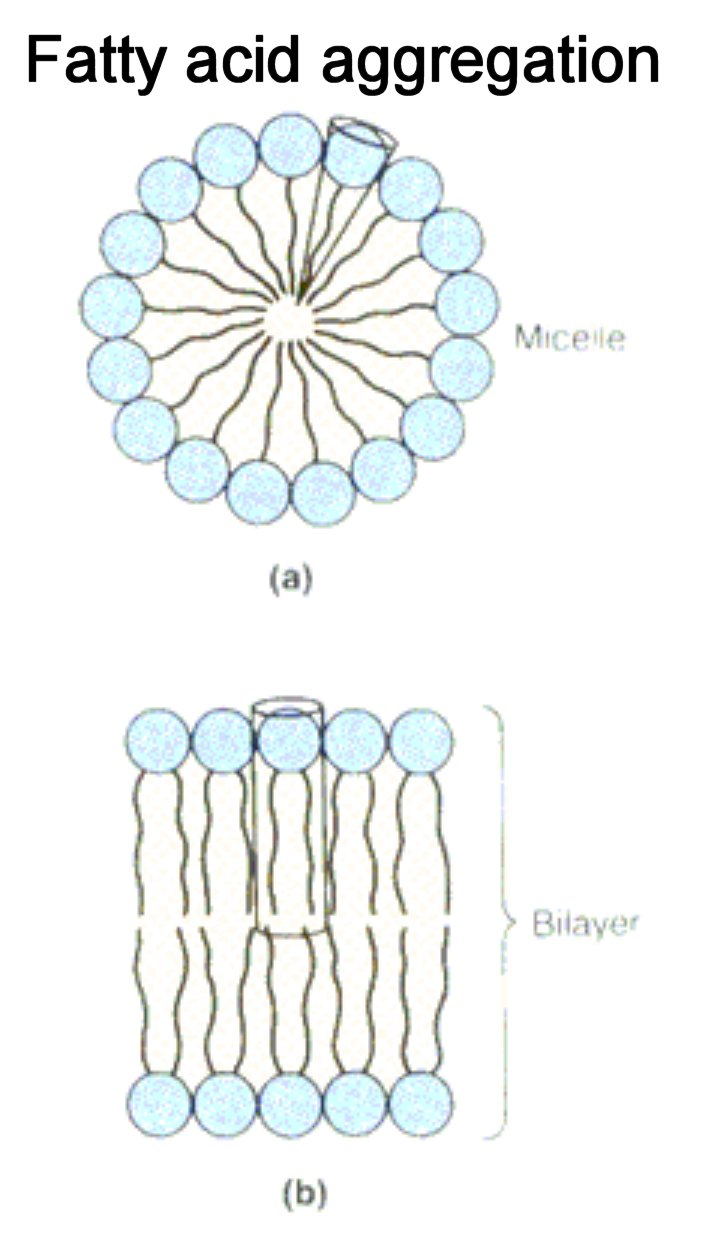 Fatty acid aggregation
Micelle
(a)
Bilayer
(b)